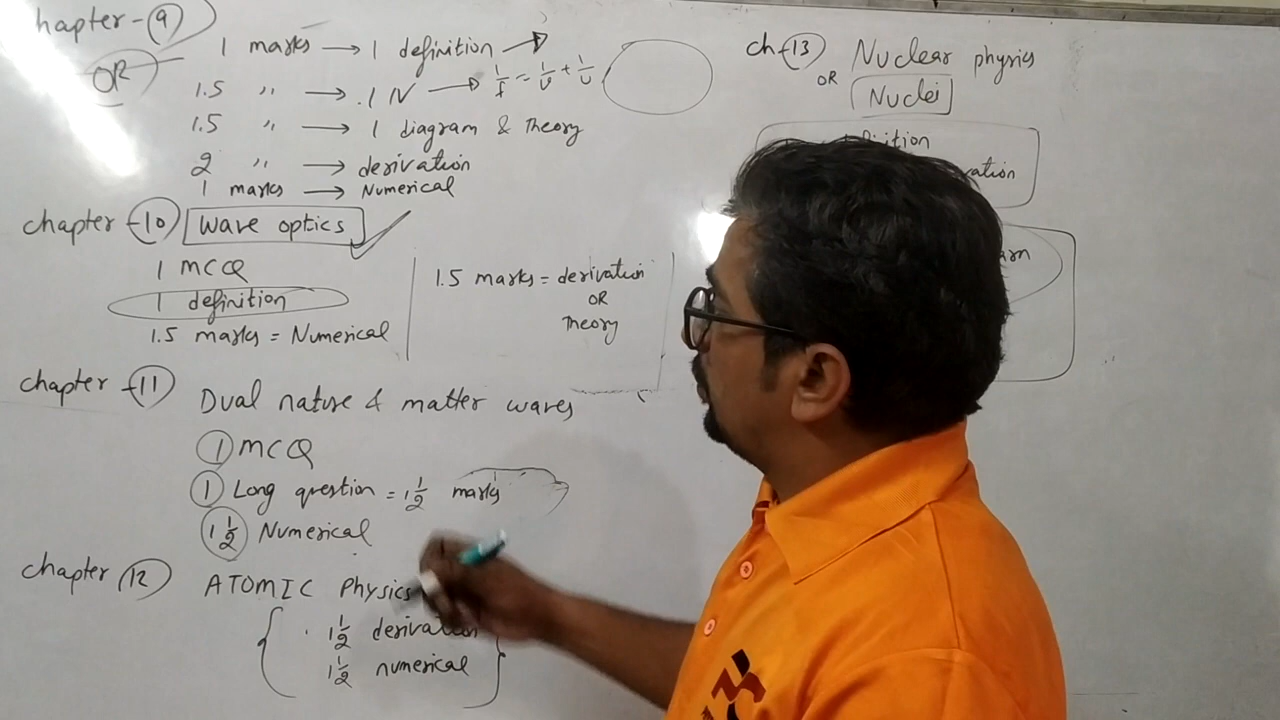 hapter - 9
OR
1 marks → 1 definition →
1.5 " → .1 N → 1/f = 1/v + 1/u
1.5 " → 1 diagram & Theory
2 " → derivation
1 marks → Numerical
chapter - 10 Wave optics
1 MCQ
1 definition
1.5 marks = Numerical
1.5 marks = derivation
OR
Theory
chapter - 11 Dual nature & matter waves
1 MCQ
1 Long question = 1 1/2 marks
1 1/2 Numerical
chapter 12 ATOMIC Physics
1 1/2 derivation
1 1/2 numerical
ch-13 Nuclear physics
OR Nuclei
inition
vation